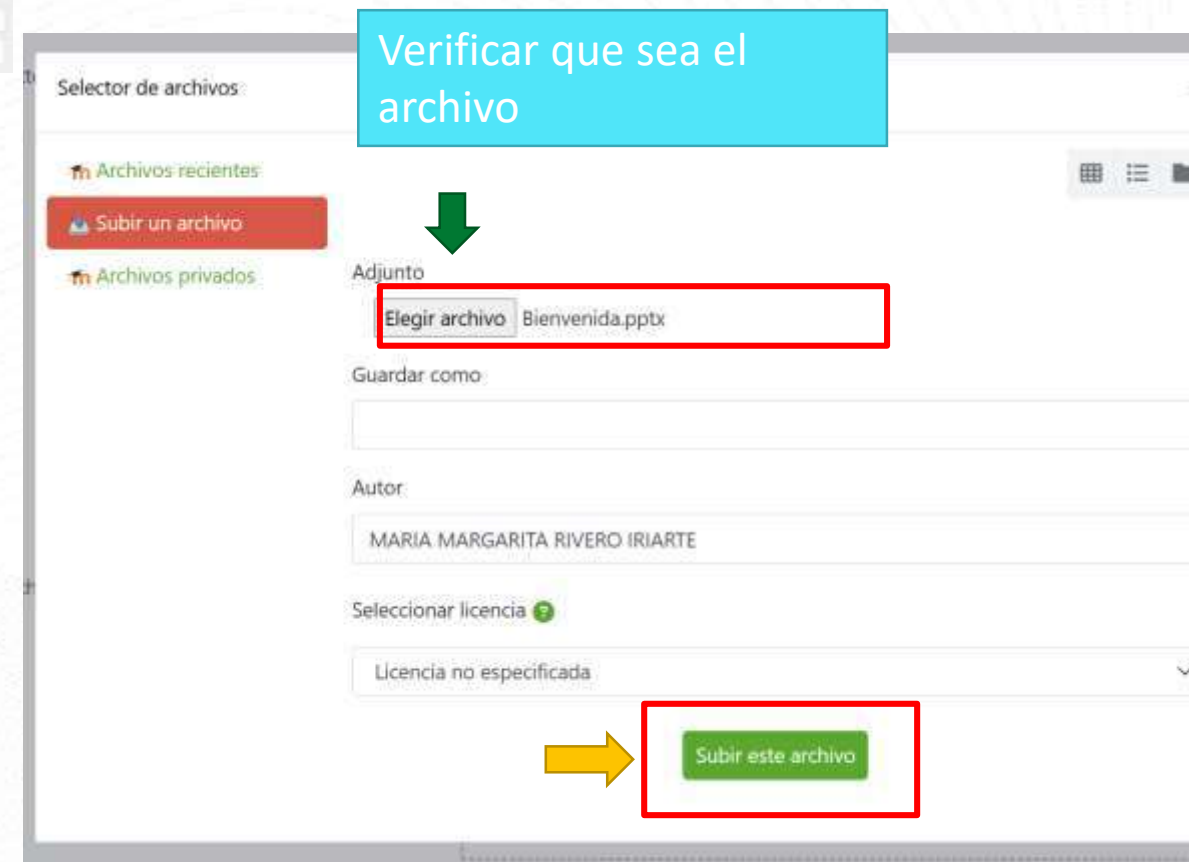 Verificar que sea el
archivo
Selector de archivos
Archivos recientes
Subir un archivo
Archivos privados
Adjunto
Elegir archivo Bienvenida.pptx
Guardar como
Autor
MARIA MARGARITA RIVERO IRIARTE
Seleccionar licencia ?
Licencia no especificada
Subir este archivo